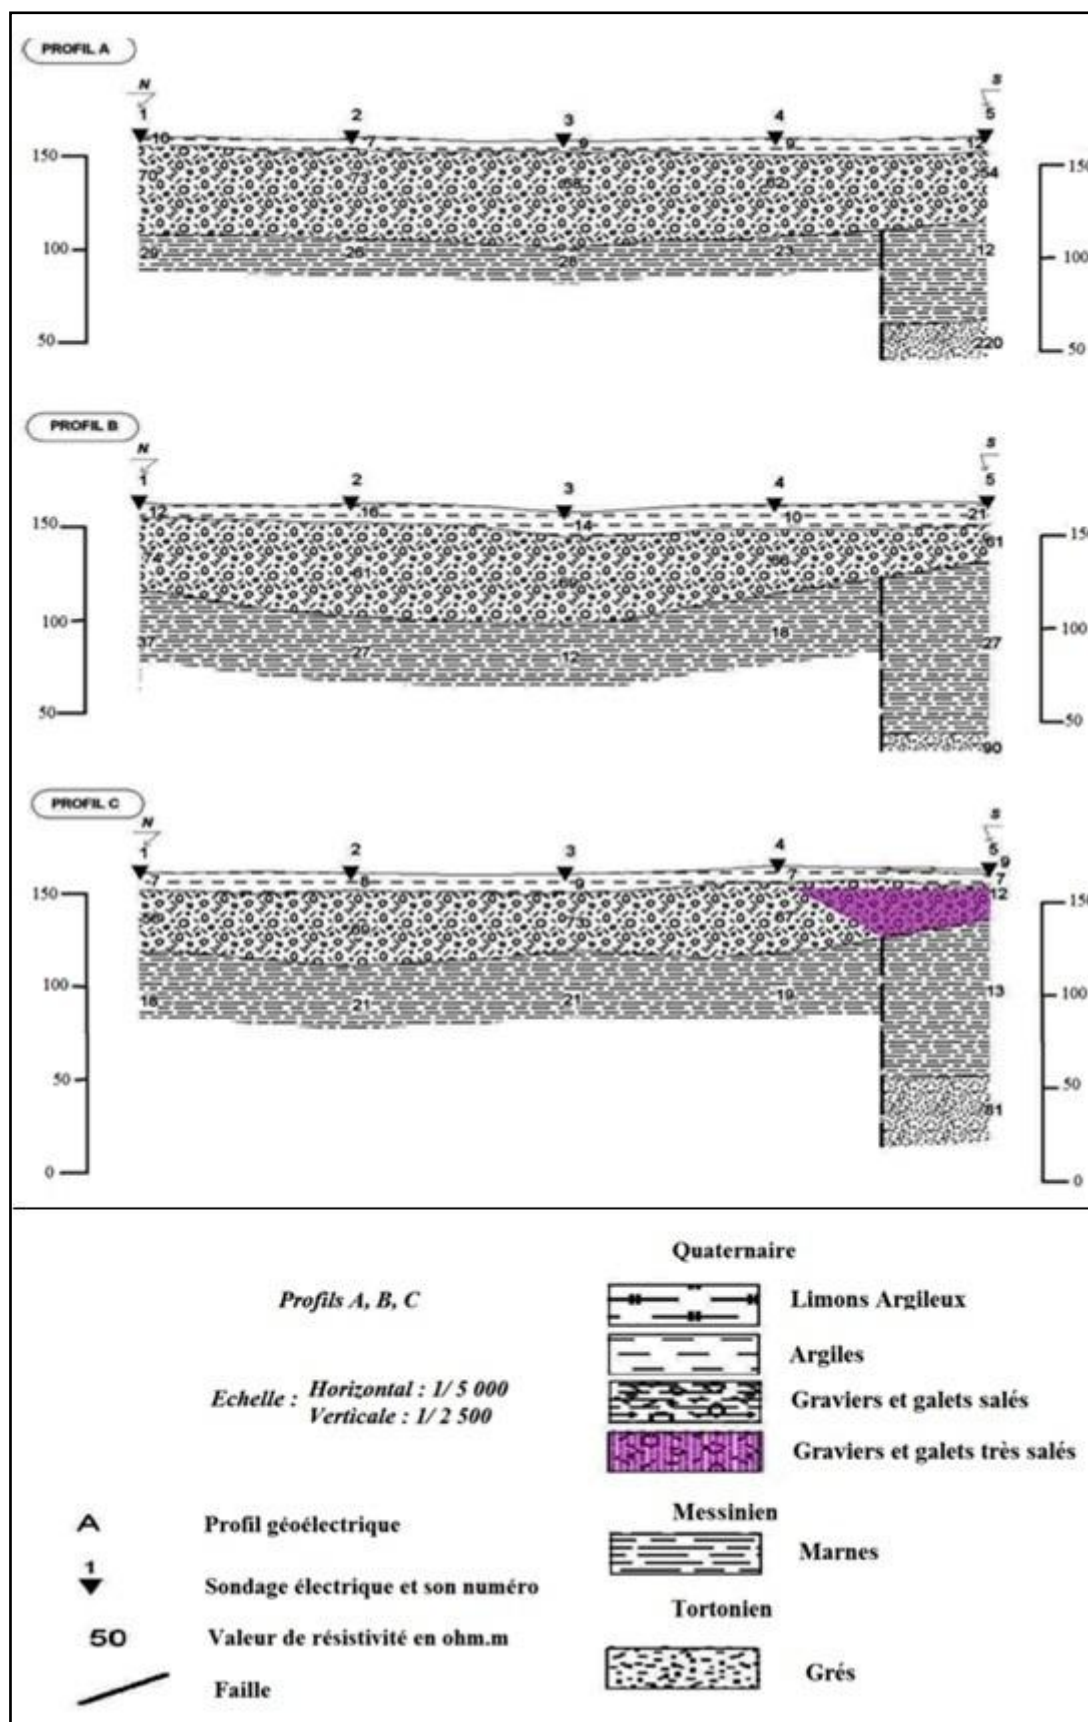 PROFIL A
N S
1 2 3 4 5
10 7 9 9 12
150 150
70 73 68 62 54
100 100
29 26 28 23 12
50 50
220
PROFIL B
N S
1 2 3 4 5
12 16 14 10 21
150 150
74 61 69 66 61
100 100
37 27 12 18 27
50 50
90
PROFIL C
N S
1 2 3 4 5 9
7 8 9 7 7
150 12 150
73 67
100 100
18 21 21 19 13
50 50
61
0 0
Quaternaire
Profils A, B, C
Limons Argileux
Argiles
Echelle : Horizontal : 1/ 5 000
Verticale : 1/ 2 500
Graviers et galets salés
Graviers et galets très salés
Messinien
A Profil géoélectrique
Marnes
1
Sondage électrique et son numéro
Tortonien
50 Valeur de résistivité en ohm.m
Grés
Faille